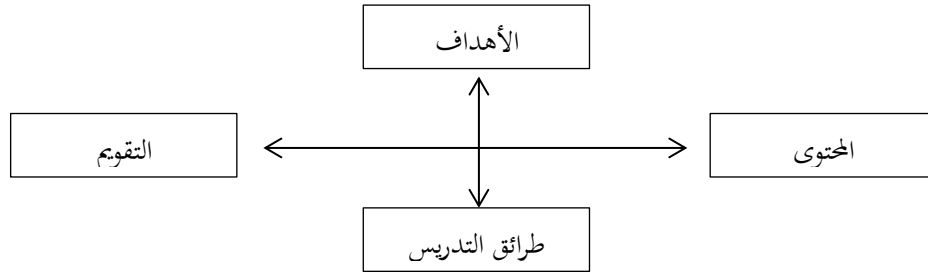 الأهداف
المحتوى
التقويم
طرائق التدريس